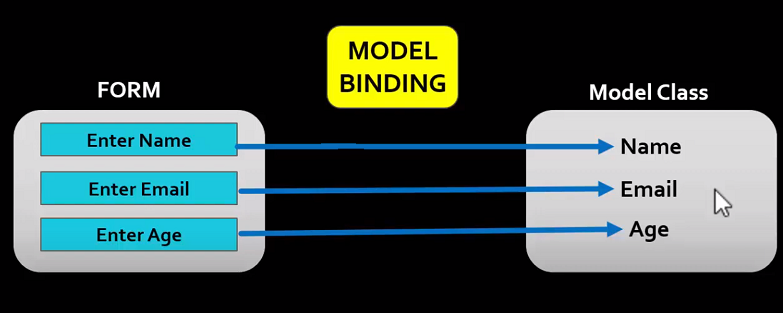 MODEL
BINDING
FORM
Enter Name
Enter Email
Enter Age
Model Class
Name
Email
Age